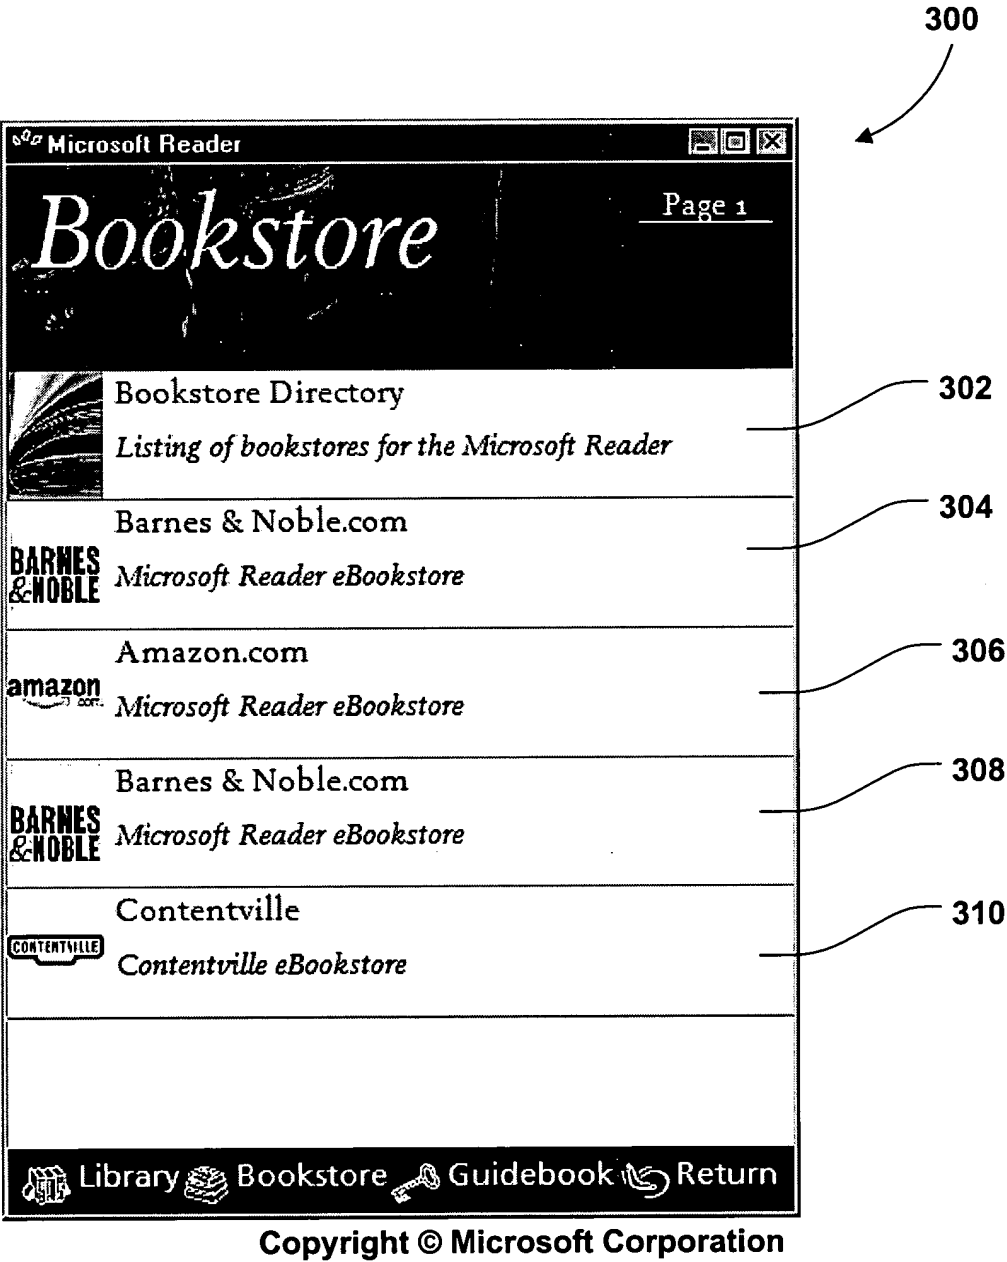 300
Microsoft Reader
Bookstore
Page 1
Bookstore Directory
302
Listing of bookstores for the Microsoft Reader
Barnes & Noble.com
304
BARNES
&NOBLE
Microsoft Reader eBookstore
Amazon.com
306
amazon
.com.
Microsoft Reader eBookstore
Barnes & Noble.com
308
BARNES
&NOBLE
Microsoft Reader eBookstore
Contentville
310
CONTENTVILLE
Contentville eBookstore
Library Bookstore Guidebook Return
Copyright © Microsoft Corporation